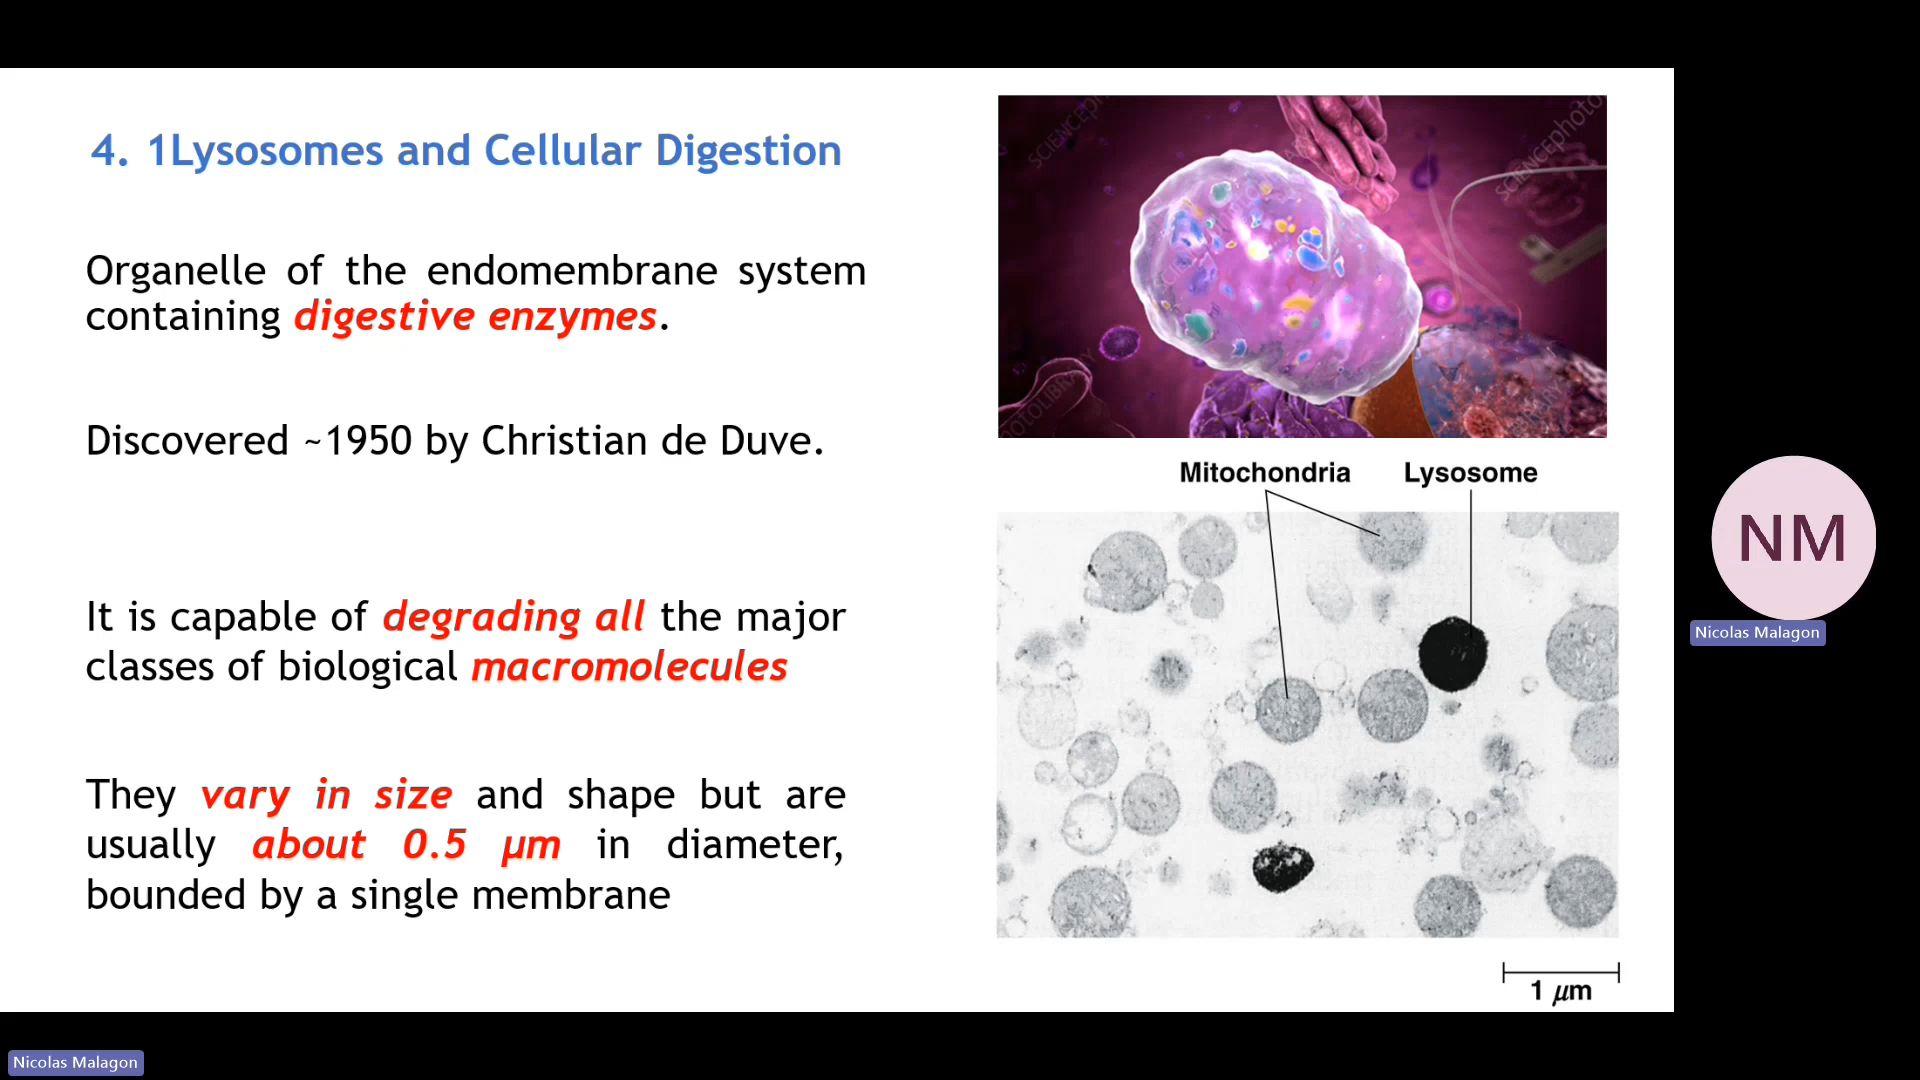 4. 1Lysosomes and Cellular Digestion
Organelle of the endomembrane system
containing digestive enzymes.
Discovered ~1950 by Christian de Duve.
It is capable of degrading all the major
classes of biological macromolecules
They vary in size and shape but are
usually about 0.5 μm in diameter,
bounded by a single membrane
SCIENCEphoto
Mitochondria Lysosome
1 μm
NM
Nicolas Malagon
Nicolas Malagon